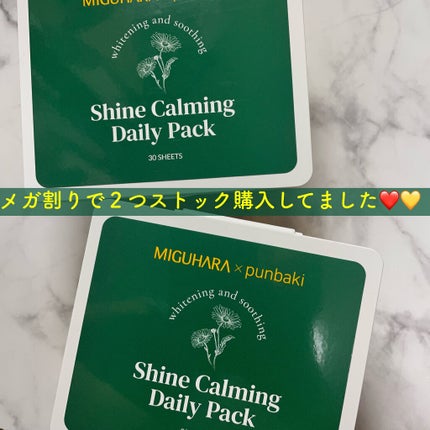 MIGUHARA
whitening and soothing
Shine Calming
Daily Pack
30 SHEETS
メガ割りで２つストック購入してました❤️💛
MIGUHARA × punbaki
whitening and soothing
Shine Calming
Daily Pack